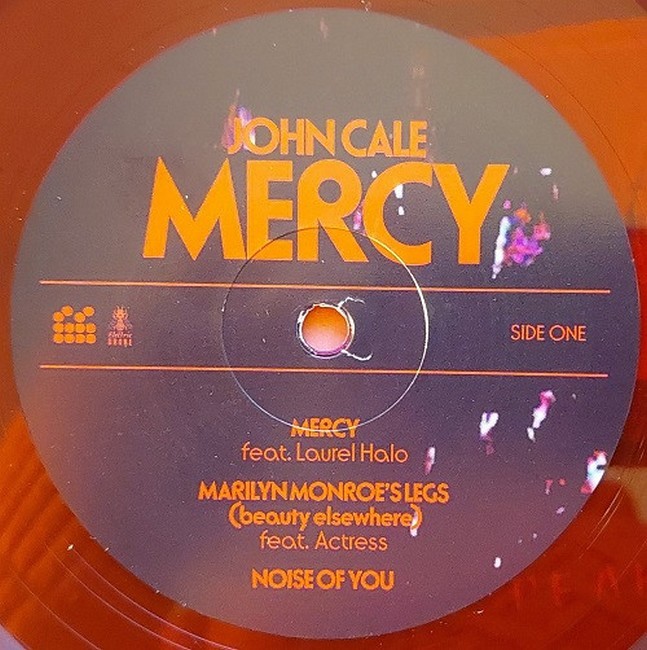 JOHN CALE
MERCY
SIDE ONE
MERCY
feat. Laurel Halo
MARILYN MONROE'S LEGS
(beauty elsewhere)
feat. Actress
NOISE OF YOU